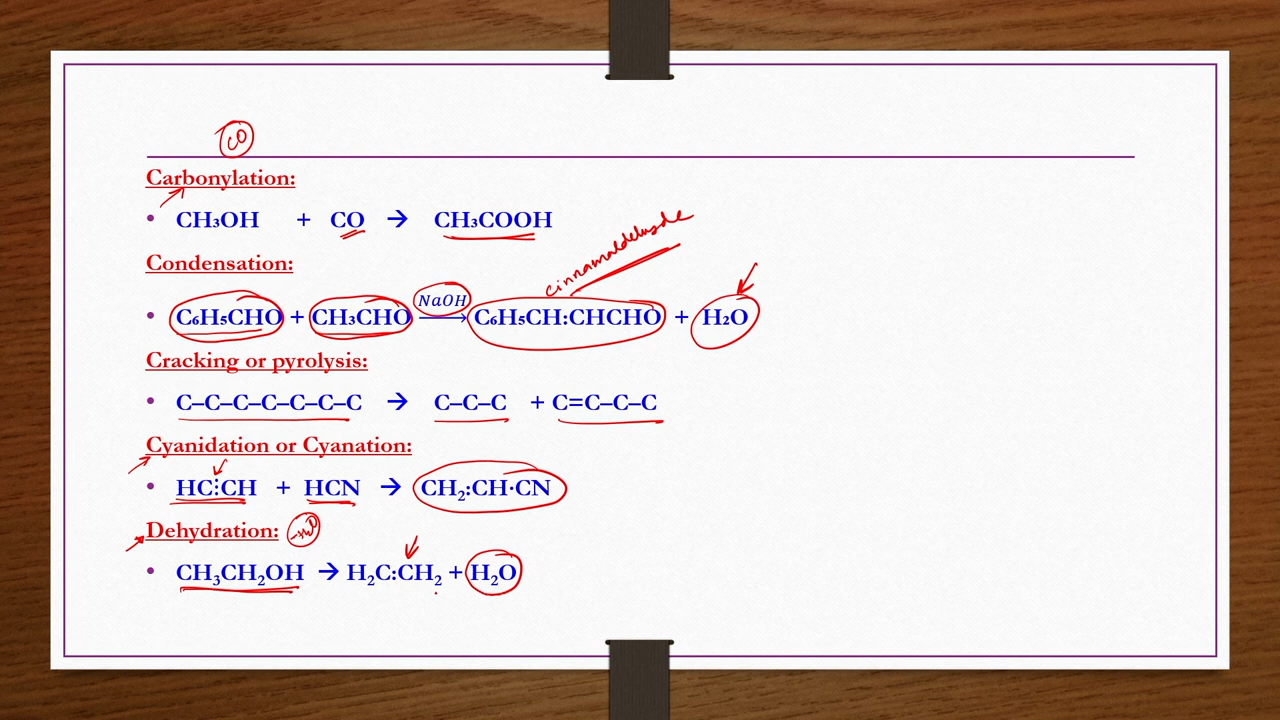 CO
Carbonylation:
• CH₃OH + CO → CH₃COOH
cinnamaldehyde
Condensation:
• C₆H₅CHO + CH₃CHO NaOH → C₆H₅CH:CHCHO + H₂O
Cracking or pyrolysis:
• C–C–C–C–C–C–C → C–C–C + C=C–C–C
Cyanidation or Cyanation:
• HC⋮CH + HCN → CH₂:CH·CN
Dehydration: -H₂O
• CH₃CH₂OH → H₂C:CH₂ + H₂O